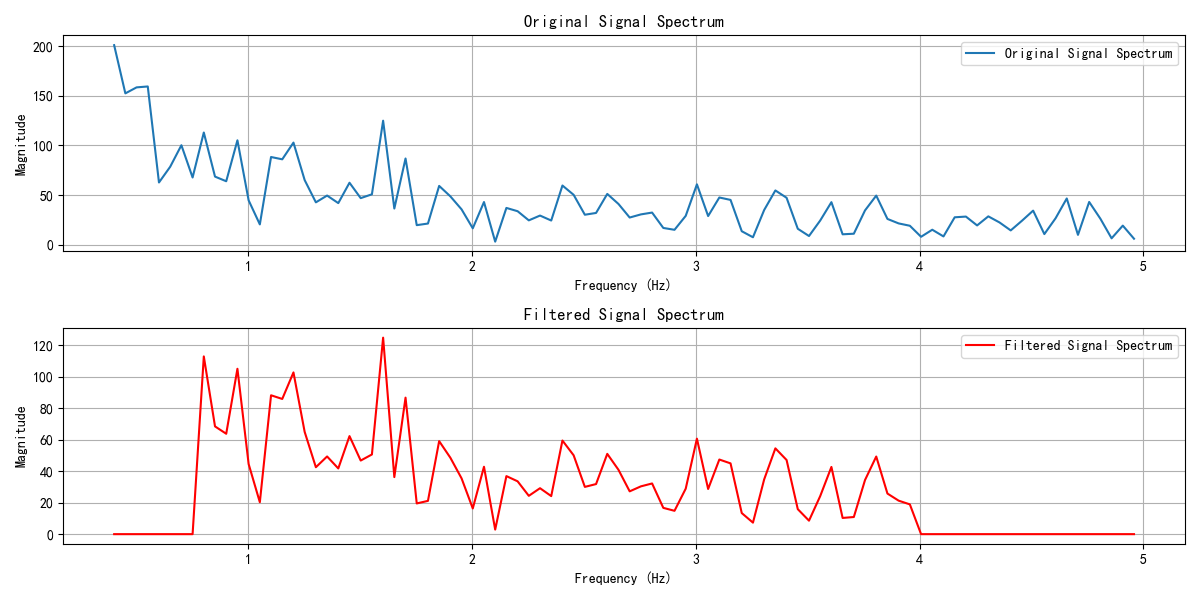 Original Signal Spectrum
Original Signal Spectrum
Magnitude
200
150
100
50
0
1 2 3 4 5
Frequency (Hz)
Filtered Signal Spectrum
Filtered Signal Spectrum
Magnitude
120
100
80
60
40
20
0
1 2 3 4 5
Frequency (Hz)